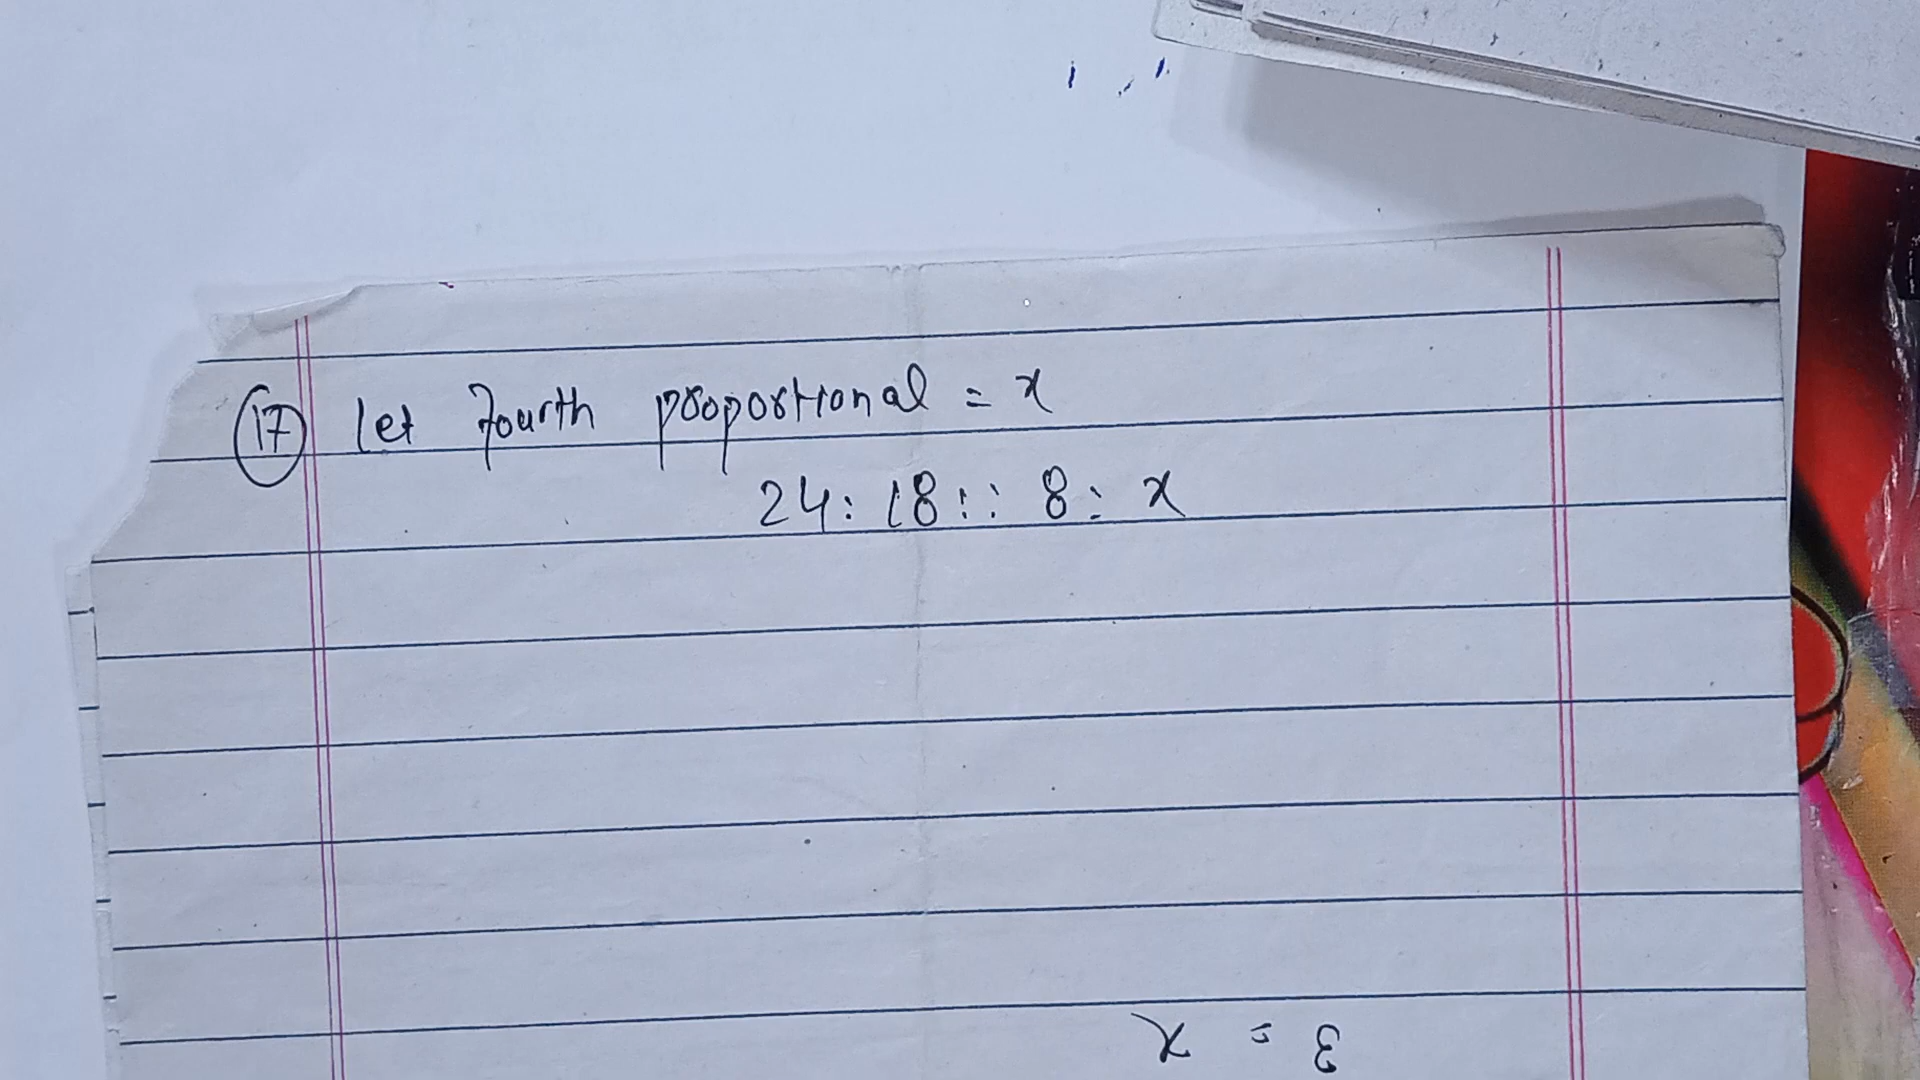 17 let fourth proportional = x
24 : 18 :: 8 : x
x = 3